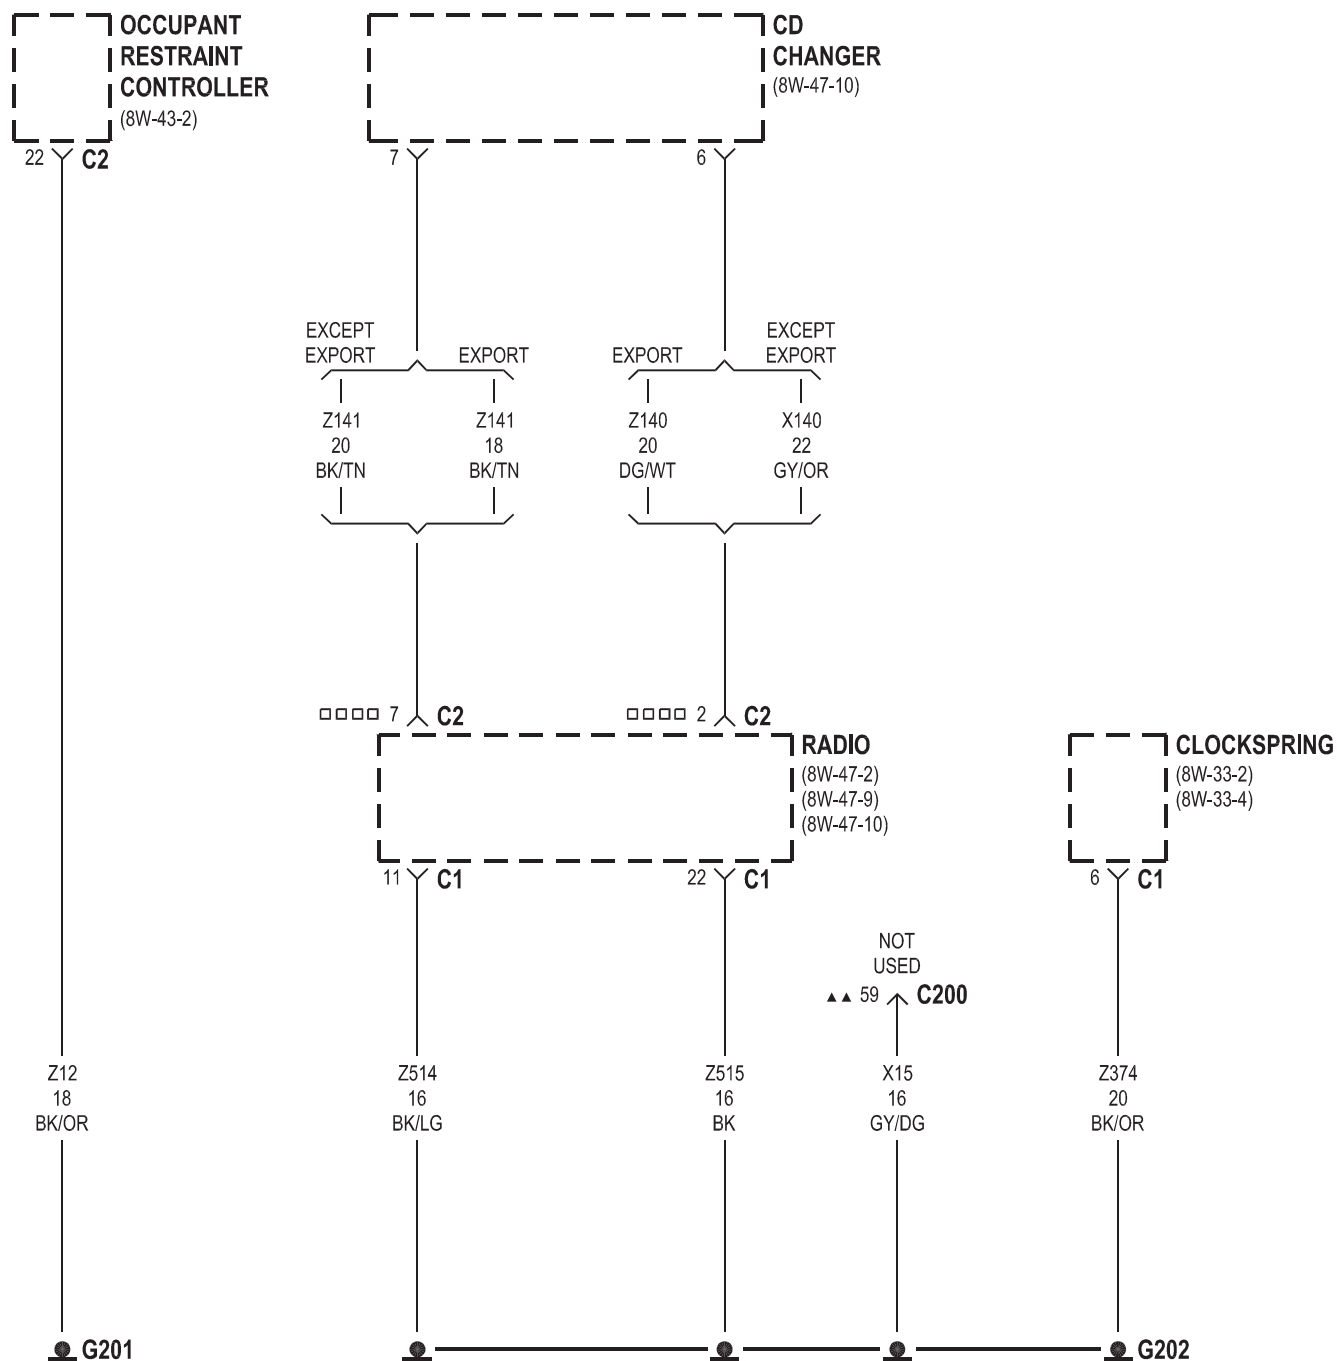 OCCUPANT
RESTRAINT
CONTROLLER
(8W-43-2)
CD
CHANGER
(8W-47-10)
22 C2
7
6
EXCEPT
EXPORT
EXPORT
EXPORT
EXCEPT
EXPORT
Z141
20
BK/TN
Z141
18
BK/TN
Z140
20
DG/WT
X140
22
GY/OR
7 C2
2 C2
RADIO
(8W-47-2)
(8W-47-9)
(8W-47-10)
CLOCKSPRING
(8W-33-2)
(8W-33-4)
11 C1
22 C1
6 C1
NOT
USED
▲▲ 59 C200
Z12
18
BK/OR
Z514
16
BK/LG
Z515
16
BK
X15
16
GY/DG
Z374
20
BK/OR
G201
G202